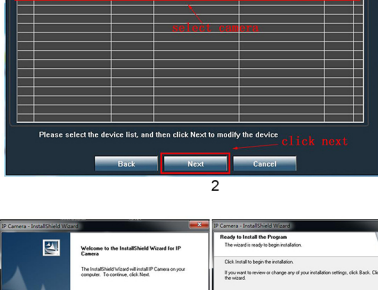 select camera
Please select the device list, and then click Next to modify the device
click next
Back Next Cancel
2
IP Camera - InstallShield Wizard
Welcome to the InstallShield Wizard for IP
Camera
The InstallShield Wizard will install IP Camera on your
computer. To continue, click Next.
IP Camera - InstallShield Wizard
Ready to Install the Program
The wizard is ready to begin installation.
Click Install to begin the installation.
If you want to review or change any of your installation settings, click Back. Clic
the wizard.